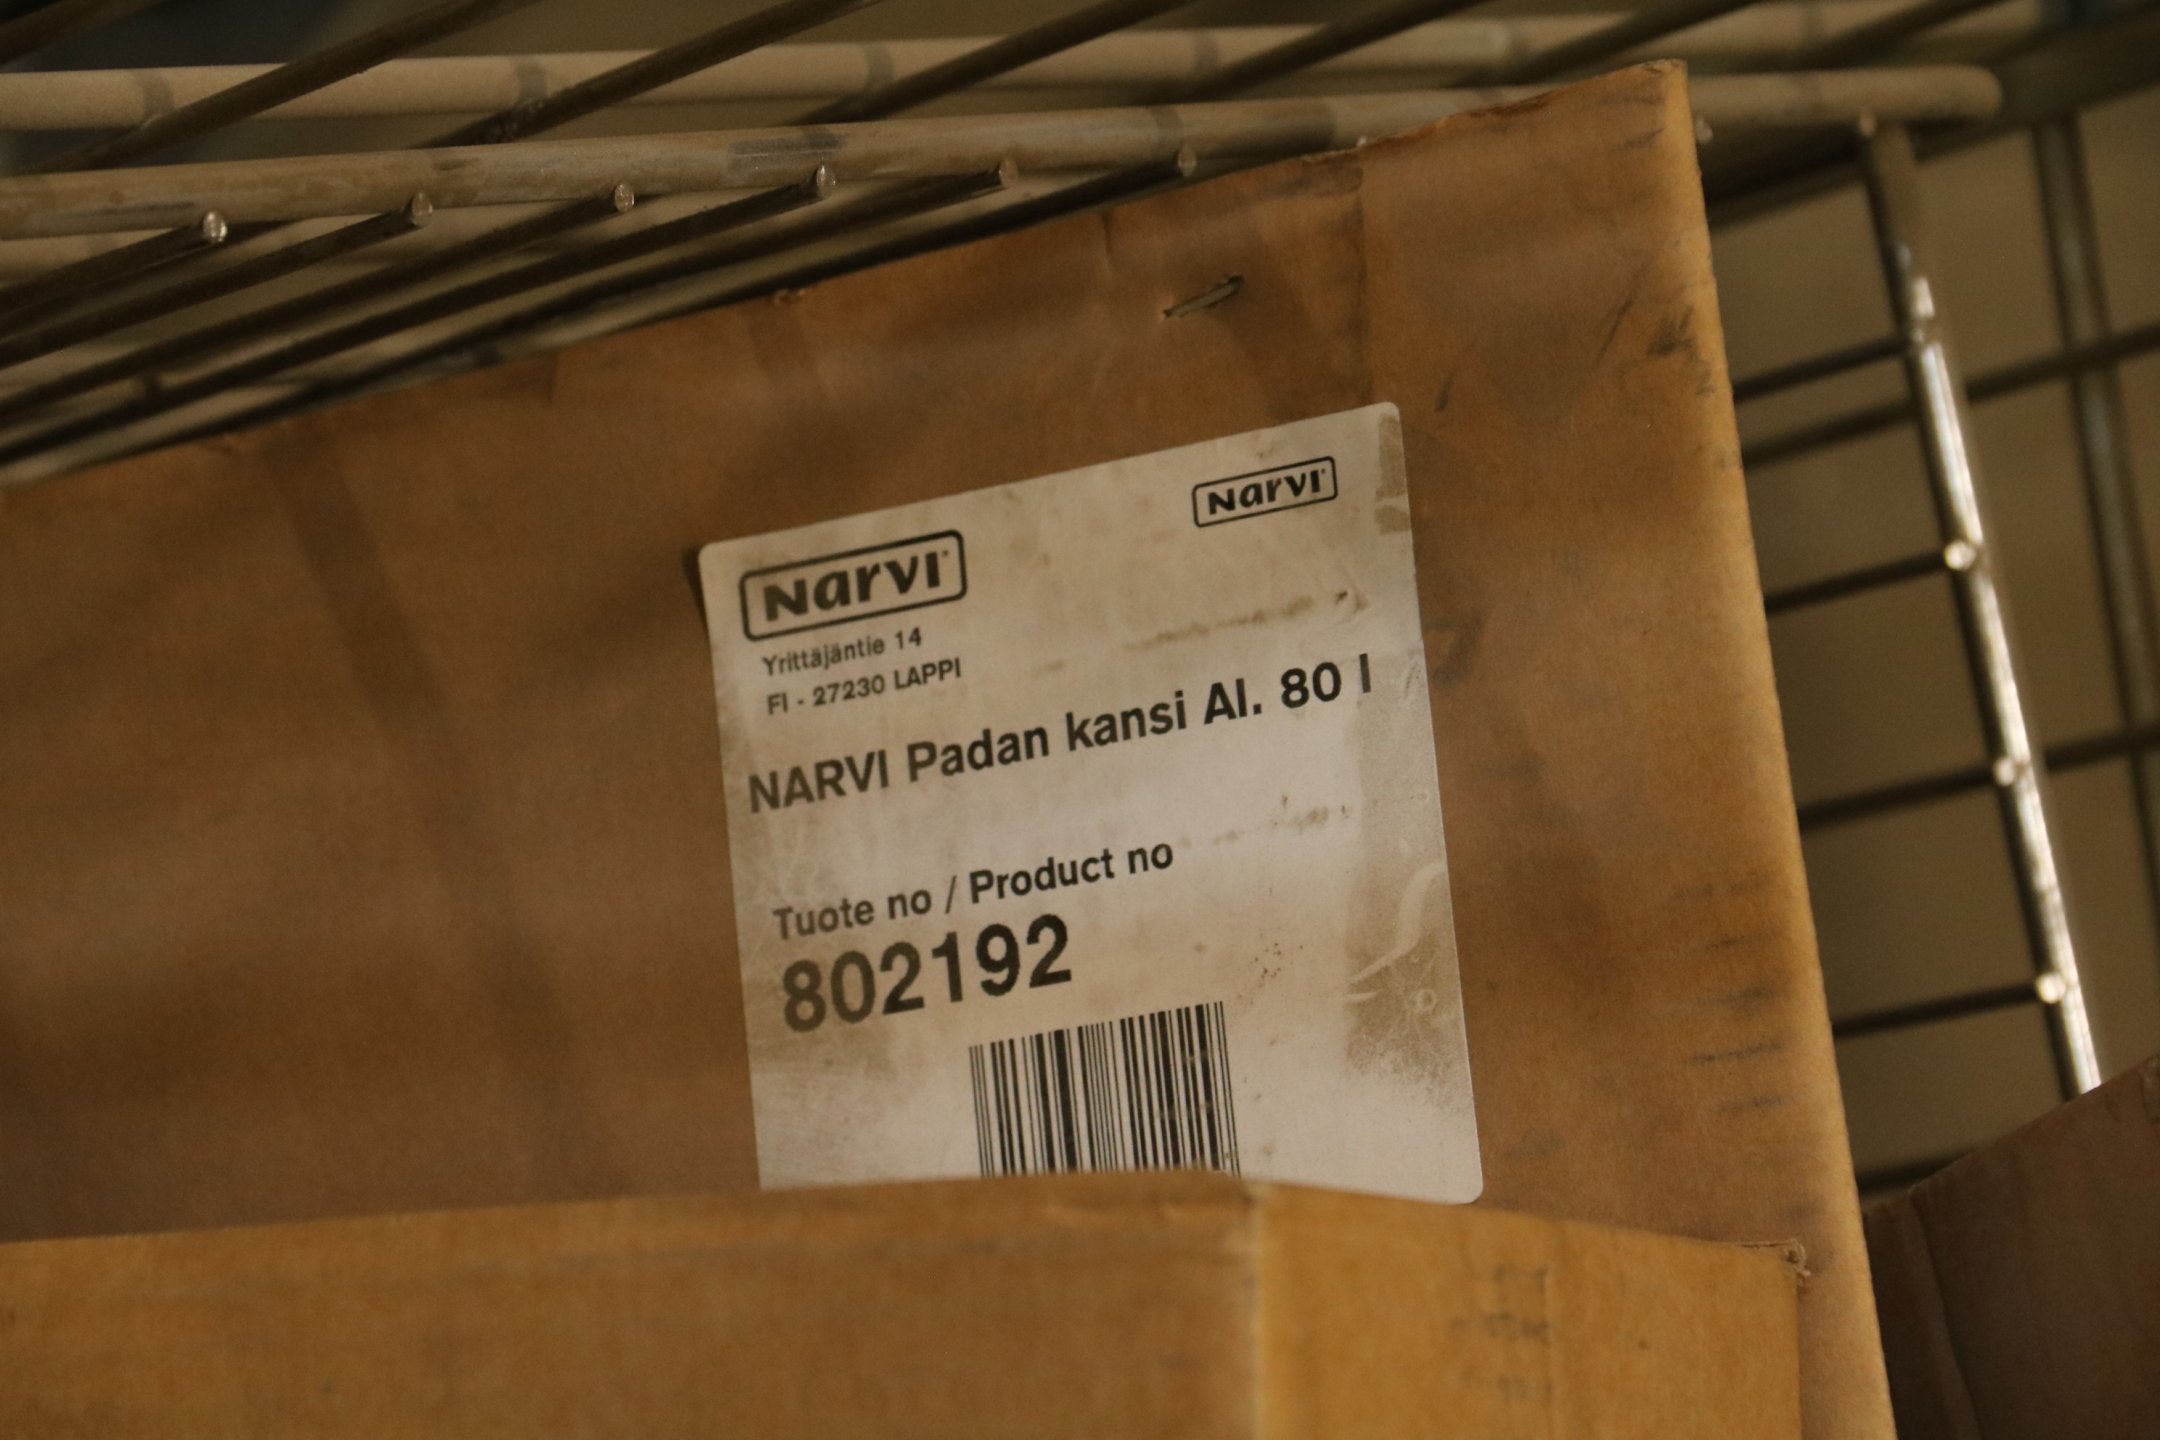 Narvi
Narvi
Yrittäjäntie 14
FI - 27230 LAPPI
NARVI Padan kansi Al. 80 l
Tuote no / Product no
802192